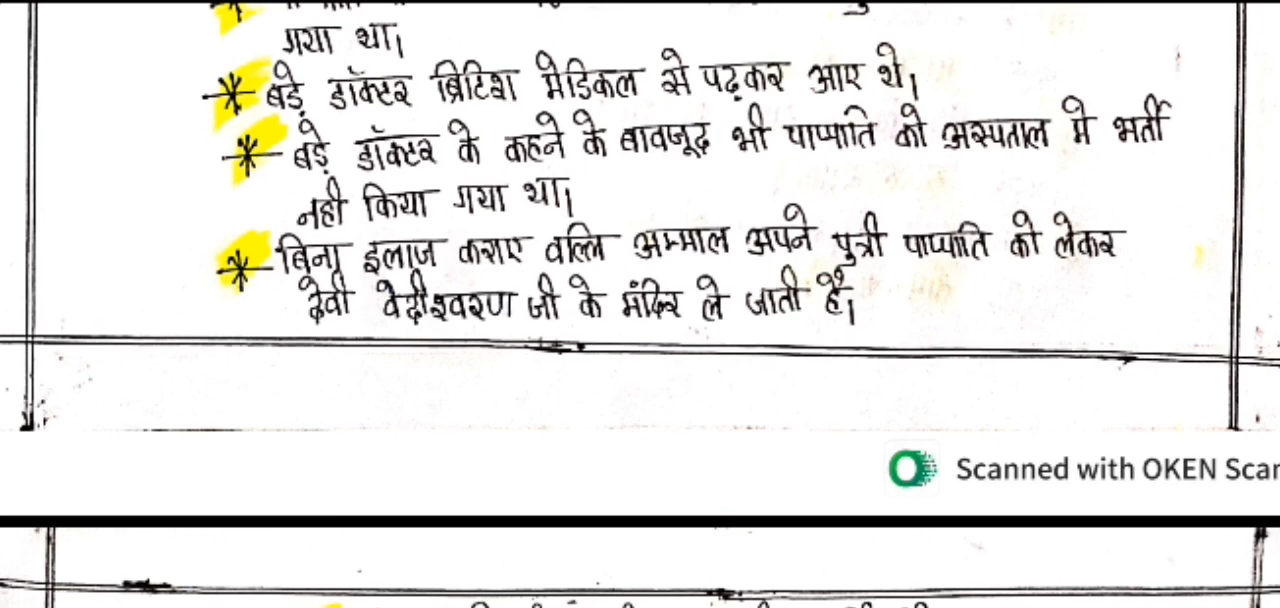 गया था।
* बड़े डॉक्टर ब्रिटिश मेडिकल से पढ़कर आए थे।
* बड़े डॉक्टर के कहने के बावजूद भी पाप्पाति को अस्पताल मे भर्ती
नही किया गया था।
* बिना इलाज कराए वल्लि अम्माल अपने पुत्री पाप्पाति को लेकर
देवी वेदीश्वरण जी के मंदिर ले जाती है।
Scanned with OKEN Scan